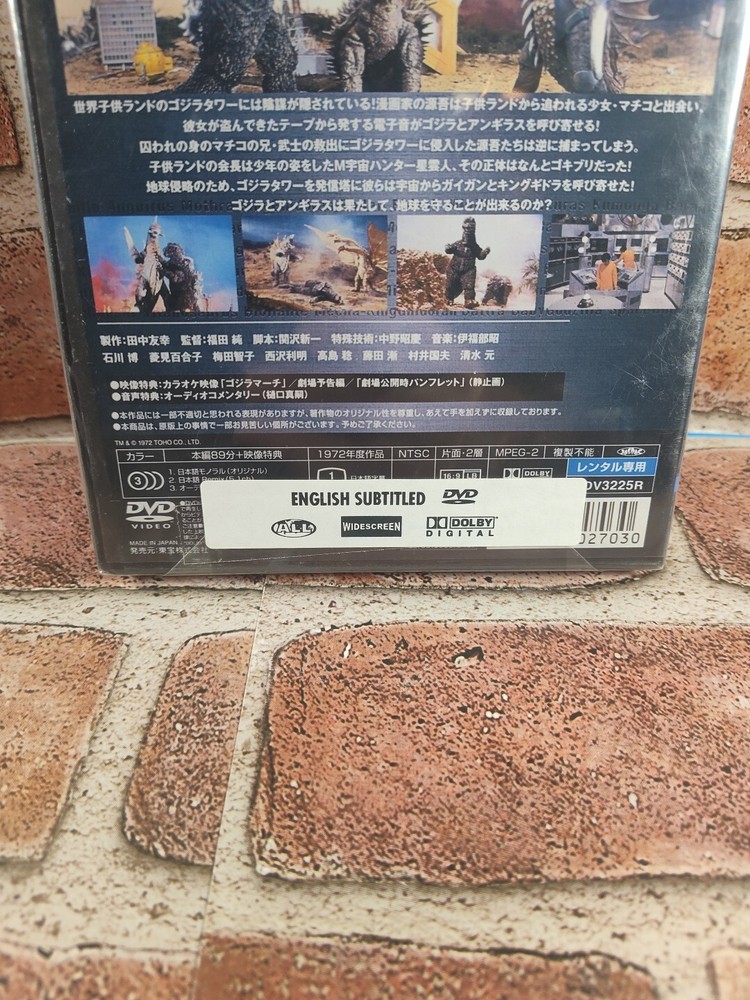 世界子供ランドのゴジラタワーには陰謀が隠されている!漫画家の源吾は子供ランドから追われる少女・マチコと出会い、
彼女が盗んできたテープから発する電子音がゴジラとアンギラスを呼び寄せる!
囚われの身のマチコの兄・武士の救出にゴジラタワーに侵入した源吾たちは逆に捕まってしまう。
子供ランドの会長は少年の姿をしたM宇宙ハンター星雲人、その正体はなんとゴキブリだった!
地球侵略のため、ゴジラタワーを発信塔に彼らは宇宙からガイガンとキングギドラを呼び寄せた!
ゴジラとアンギラスは果たして、地球を守ることが出来るのか?
製作:田中友幸 監督:福田 純 脚本:関沢新一 特殊技術:中野昭慶 音楽:伊福部昭
石川 博 菱見百合子 梅田智子 西沢利明 高島 稔 藤田 漸 村井国夫 清水 元
●映像特典:カラオケ映像「ゴジラマーチ」/劇場予告編/「劇場公開時パンフレット」(静止画)
●音声特典:オーディオコメンタリー(樋口真嗣)
●本作品には一部不適切と思われる表現がありますが、著作物のオリジナル性を尊重し、あえて手を加えずに収録しております。
●本商品は、原版上の事情で一部お見苦しい個所がございます。予めご了承ください。
TM & © 1972 TOHO CO., LTD.
カラー 本編89分+映像特典 1972年度作品 NTSC 片面・2層 MPEG-2 複製不能
レンタル専用
3 1. 日本語モノラル(オリジナル)
2. 日本語 Remix(5.1ch)
3. オーデ
1 日本語字幕
16:9 LB
DOLBY
DV3225R
DVD VIDEO
MADE IN JAPAN
発売元:東宝株式会社
027030
ENGLISH SUBTITLED DVD
ALL WIDESCREEN DOLBY DIGITAL